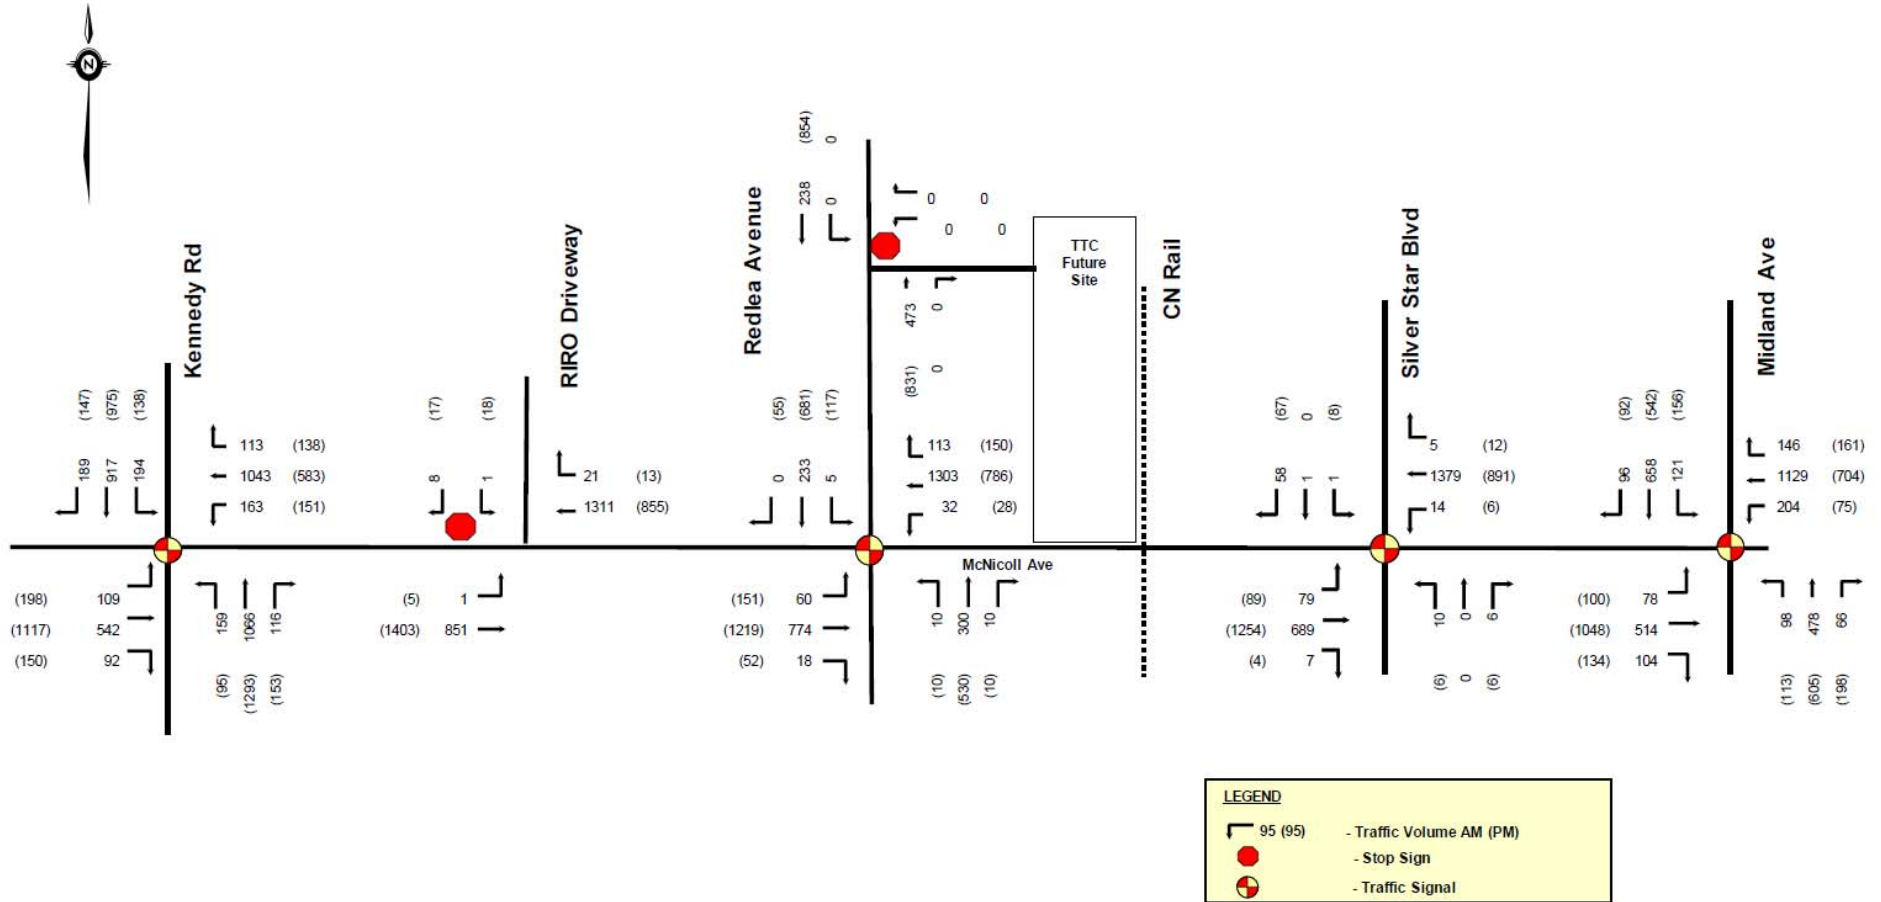 N
(854) 0
238 0
0 0
0 0
Redlea Avenue
TTC
Future
Site
CN Rail
Silver Star Blvd
Midland Ave
Kennedy Rd
RIRO Driveway
473 0
(831) 0
(147) (975) (138)
189 917 194
113 (138)
1043 (583)
163 (151)
(17) (18)
8 1
21 (13)
1311 (855)
(55) (681) (117)
0 233 5
113 (150)
1303 (786)
32 (28)
(67) 0 (8)
58 1 1
5 (12)
1379 (891)
14 (6)
(92) (542) (156)
96 658 121
146 (161)
1129 (704)
204 (75)
McNicoll Ave
(198) 109
(1117) 542
(150) 92
159 1066 116
(95) (1293) (153)
(5) 1
(1403) 851
(151) 60
(1219) 774
(52) 18
10 300 10
(10) (530) (10)
(89) 79
(1254) 689
(4) 7
10 0 6
(6) 0 (6)
(100) 78
(1048) 514
(134) 104
98 478 66
(113) (605) (198)
LEGEND
95 (95) - Traffic Volume AM (PM)
- Stop Sign
- Traffic Signal